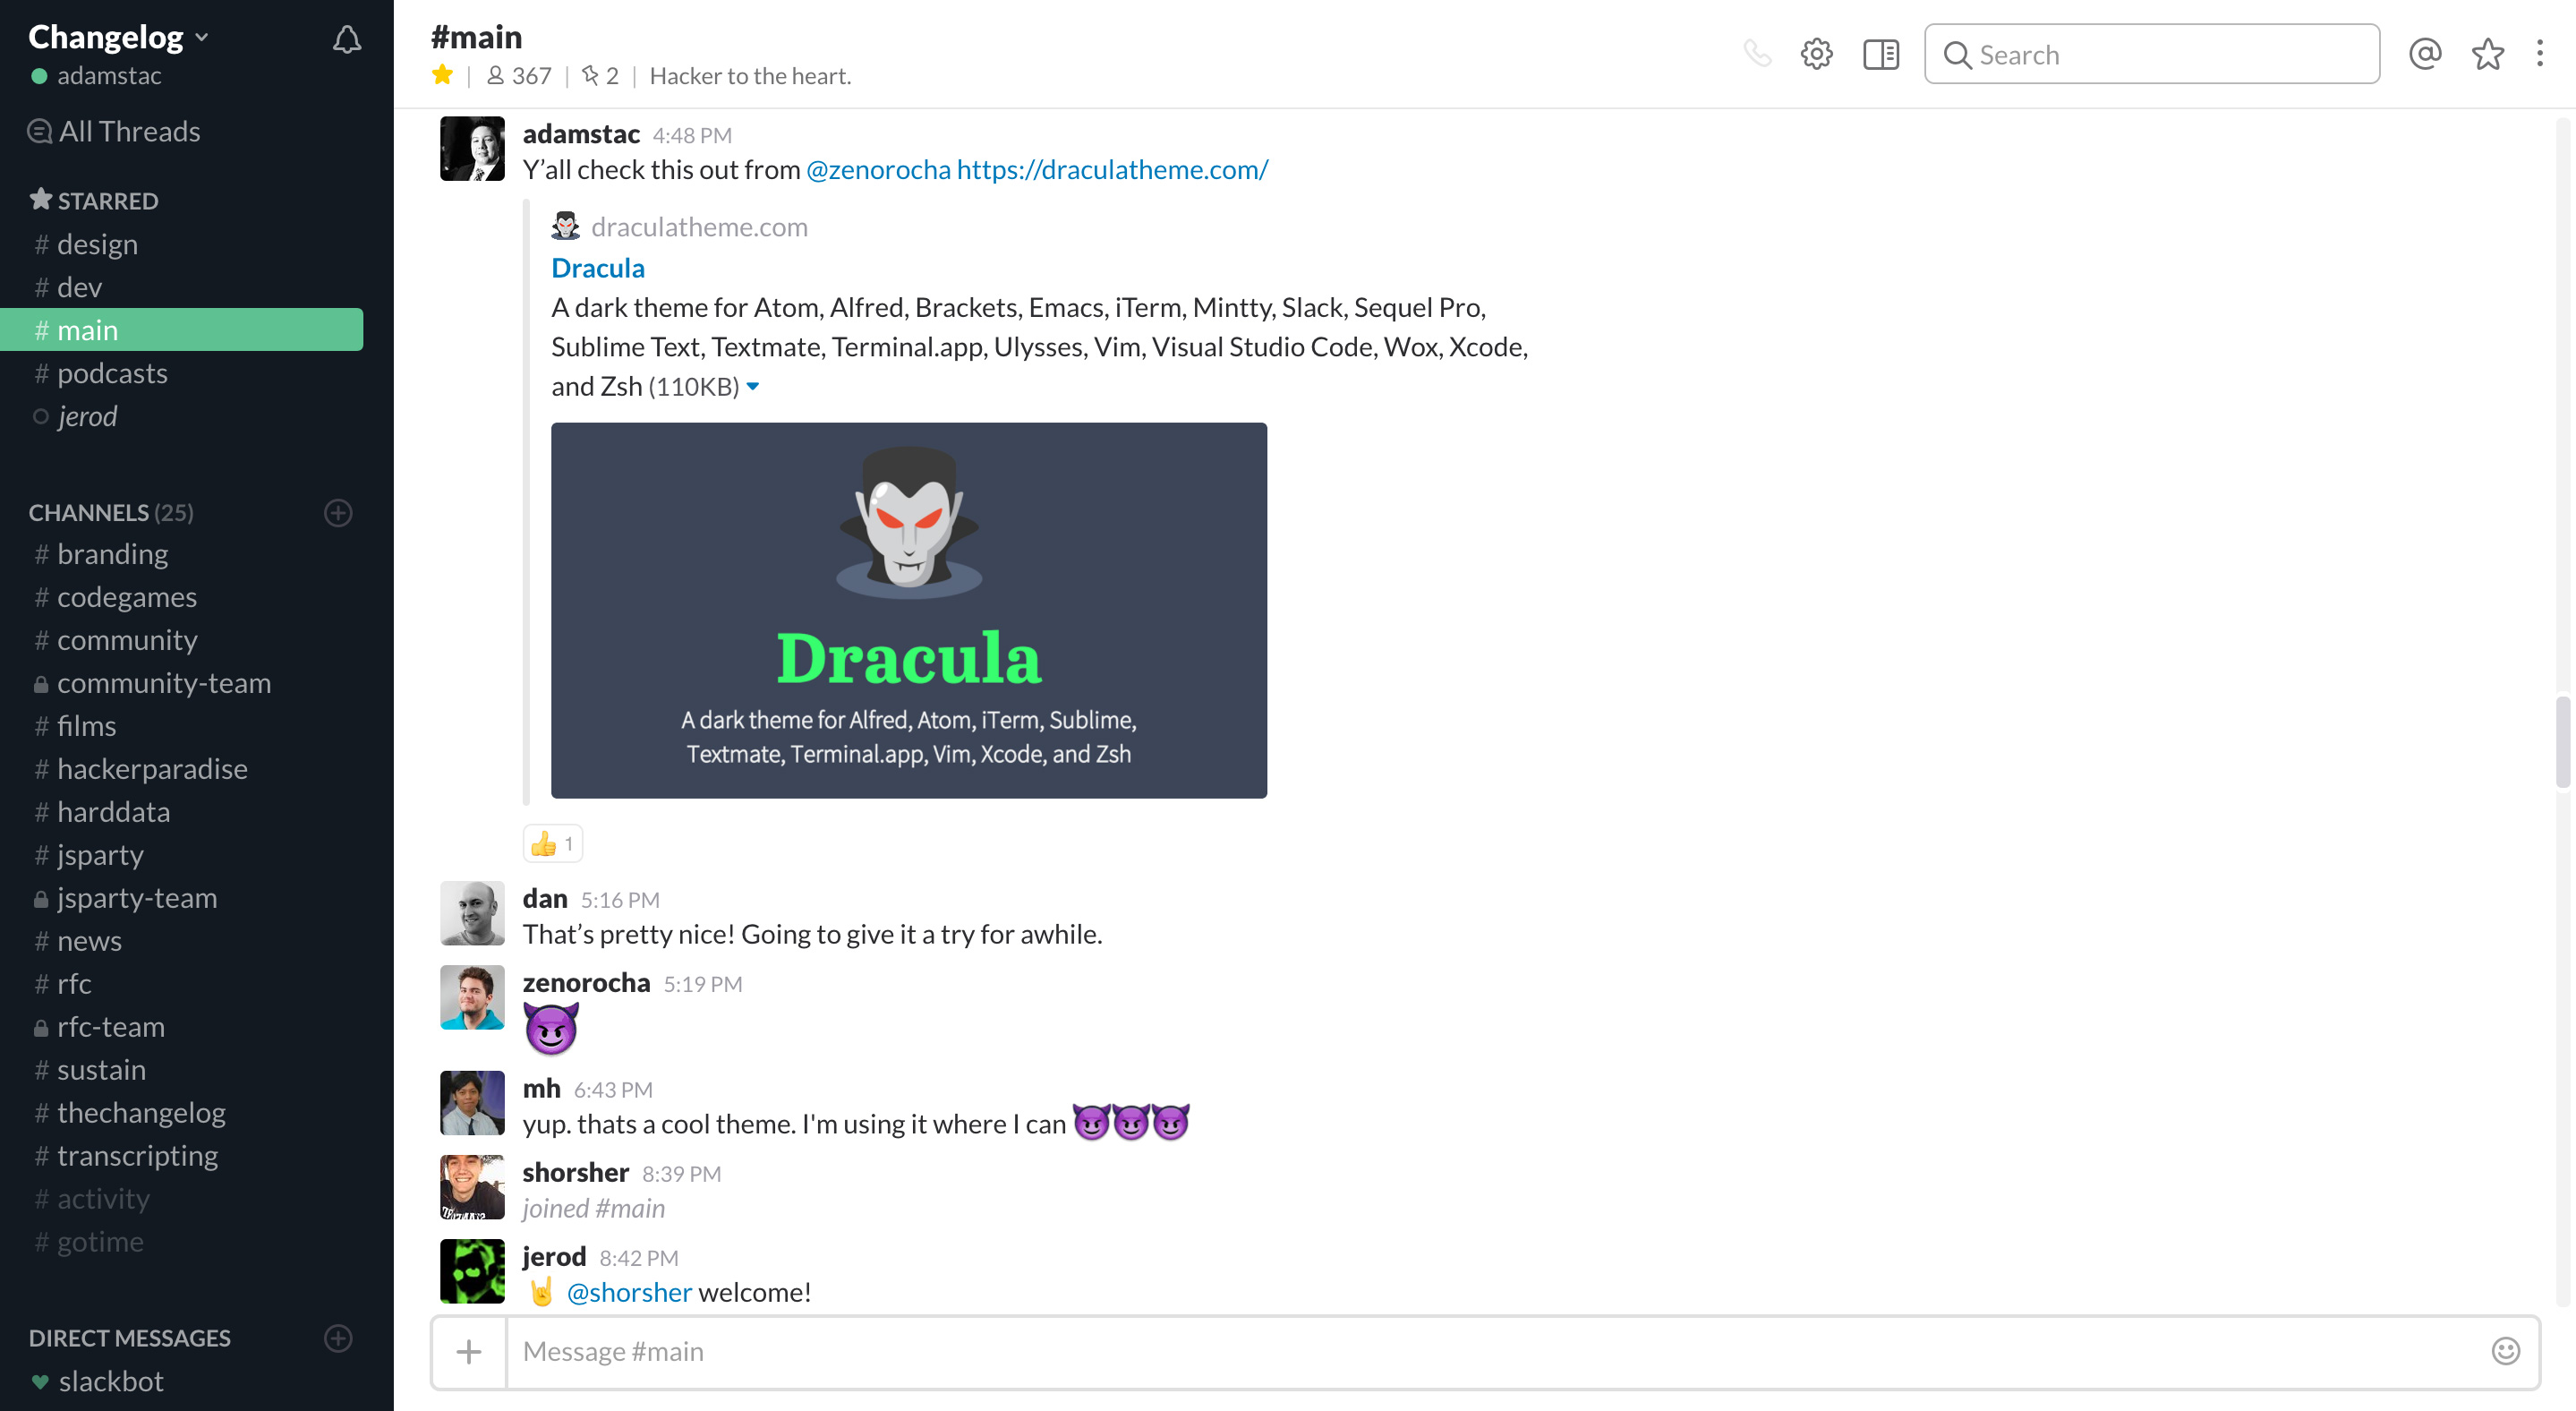 Changelog
adamstac
All Threads
STARRED
# design
# dev
# main
# podcasts
jerod
CHANNELS (25)
# branding
# codegames
# community
community-team
# films
# hackerparadise
# harddata
# jsparty
jsparty-team
# news
# rfc
rfc-team
# sustain
# thechangelog
# transcripting
# activity
# gotime
DIRECT MESSAGES
slackbot
#main
367 | 2 | Hacker to the heart.
Search
adamstac 4:48 PM
Y’all check this out from @zenorocha https://draculatheme.com/
draculatheme.com
Dracula
A dark theme for Atom, Alfred, Brackets, Emacs, iTerm, Mintty, Slack, Sequel Pro,
Sublime Text, Textmate, Terminal.app, Ulysses, Vim, Visual Studio Code, Wox, Xcode,
and Zsh (110KB)
Dracula
A dark theme for Alfred, Atom, iTerm, Sublime,
Textmate, Terminal.app, Vim, Xcode, and Zsh
1
dan 5:16 PM
That’s pretty nice! Going to give it a try for awhile.
zenorocha 5:19 PM
mh 6:43 PM
yup. thats a cool theme. I'm using it where I can
shorsher 8:39 PM
joined #main
jerod 8:42 PM
@shorsher welcome!
Message #main